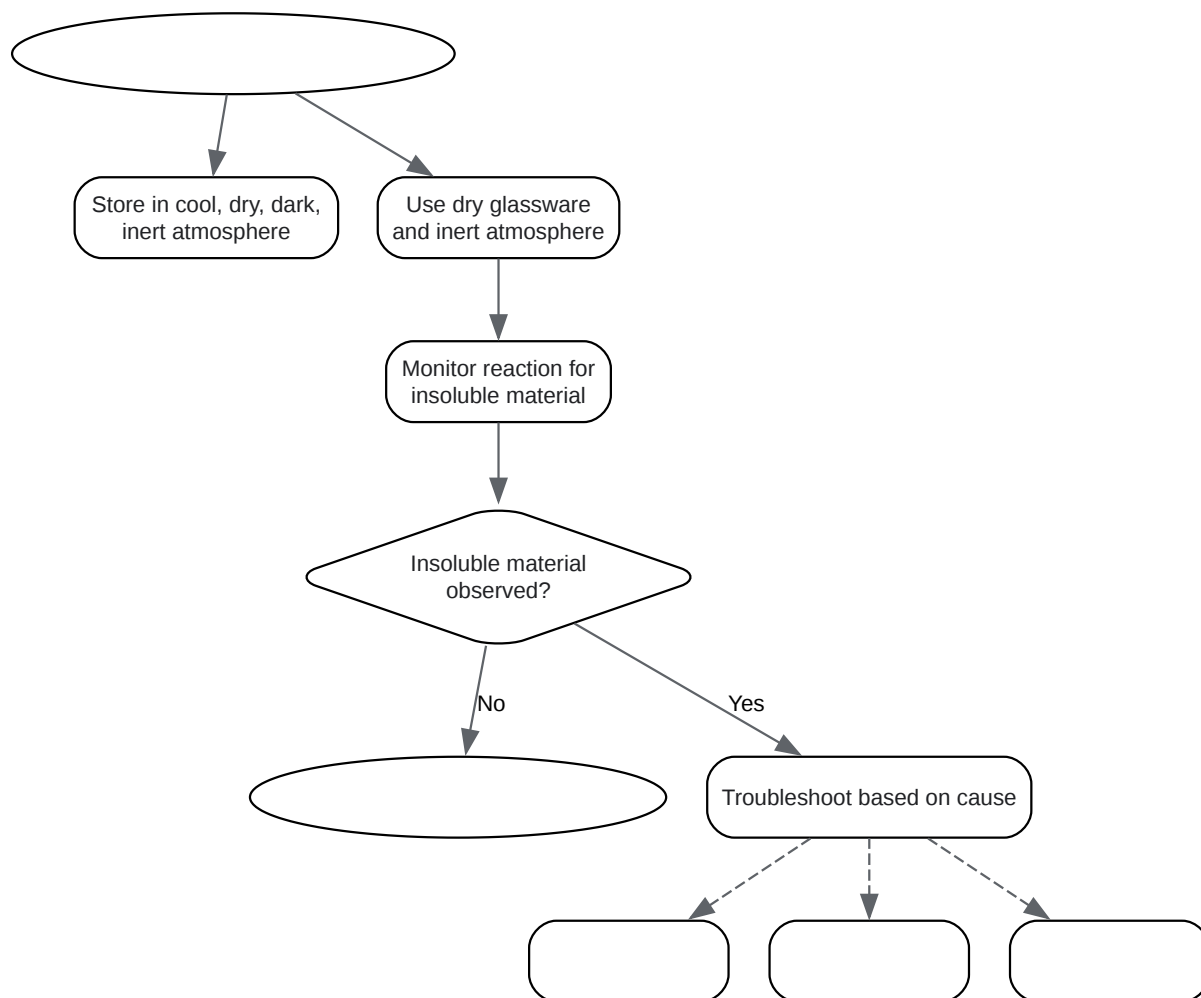 Store in cool, dry, dark,
inert atmosphere
Use dry glassware
and inert atmosphere
Monitor reaction for
insoluble material
Insoluble material
observed?
No
Yes
Troubleshoot based on cause